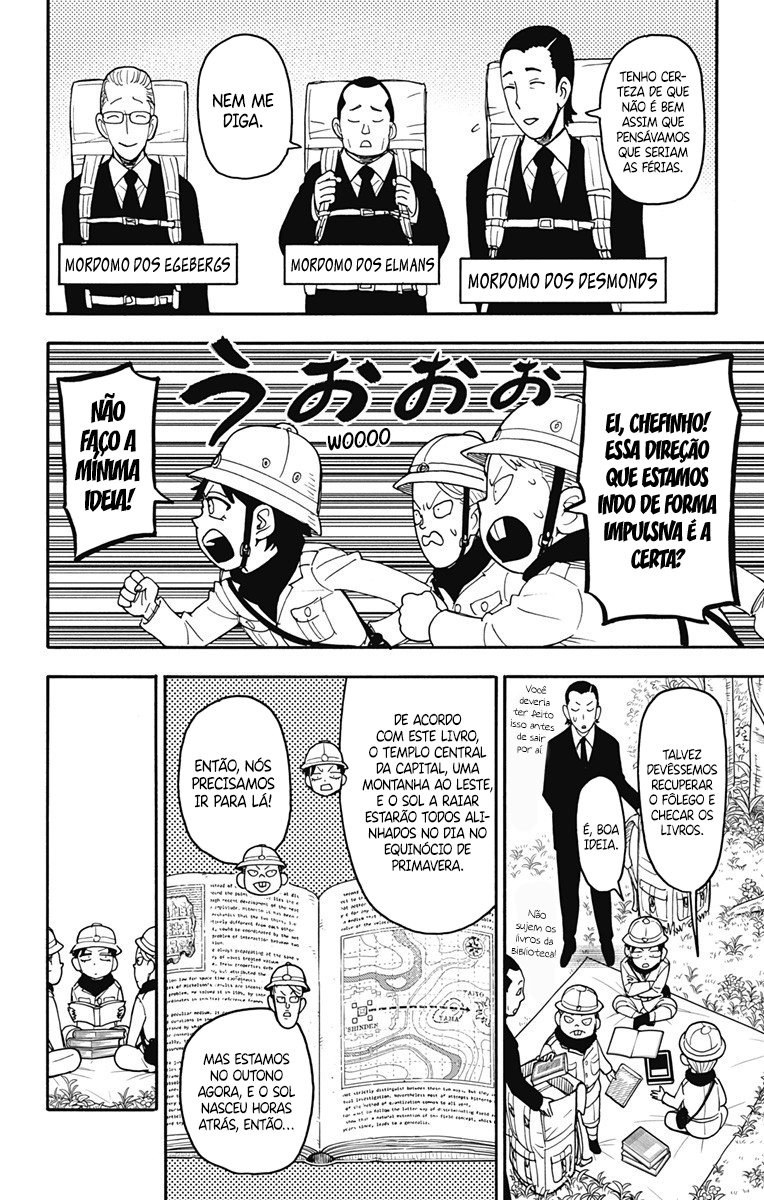 TENHO CER-
TEZA DE QUE
NÃO É BEM
ASSIM QUE
PENSÁVAMOS
QUE SERIAM
AS FÉRIAS.
NEM ME
DIGA.
MORDOMO DOS DESMONDS
MORDOMO DOS ELMANS
MORDOMO DOS EGEBERGS
EI, CHEFINHO!
ESSA DIREÇÃO
QUE ESTAMOS
INDO DE FORMA
IMPULSIVA É A
CERTA?
うおおぉ
WOOOO
NÃO
FAÇO A
MÍNIMA
IDEIA!
TALVEZ
DEVÊSSEMOS
RECUPERAR
O FÔLEGO E
CHECAR OS
LIVROS.
É, BOA
IDEIA.
Você
deveria
ter feito
isso antes
de sair
por aí
Não
sujem os
livros da
Biblioteca!
DE ACORDO
COM ESTE LIVRO,
O TEMPLO CENTRAL
DA CAPITAL, UMA
MONTANHA AO LESTE,
E O SOL A RAIAR
ESTARÃO TODOS ALI-
NHADOS NO DIA NO
EQUINÓCIO DE
PRIMAVERA.
ENTÃO, NÓS
PRECISAMOS
IR PARA LÁ!
SHINDEN
YAMA
TAIYO
MAS ESTAMOS
NO OUTONO
AGORA, E O SOL
NASCEU HORAS
ATRÁS, ENTÃO...